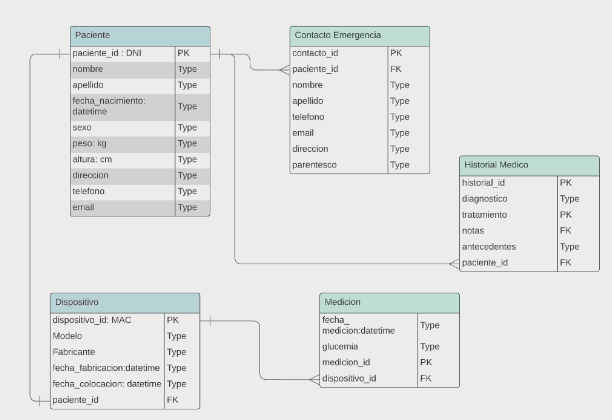 Paciente
paciente_id : DNI PK
nombre Type
apellido Type
fecha_nacimiento:
datetime Type
sexo Type
peso: kg Type
altura: cm Type
direccion Type
telefono Type
email Type
Contacto Emergencia
contacto_id PK
paciente_id FK
nombre Type
apellido Type
telefono Type
email Type
direccion Type
parentesco Type
Historial Medico
historial_id PK
diagnostico Type
tratamiento PK
notas FK
antecedentes Type
paciente_id FK
Dispositivo
dispositivo_id: MAC PK
Modelo Type
Fabricante Type
fecha_fabricacion:datetime Type
fecha_colocacion: datetime Type
paciente_id FK
Medicion
fecha_
medicion:datetime Type
glucemia Type
medicion_id PK
dispositivo_id FK